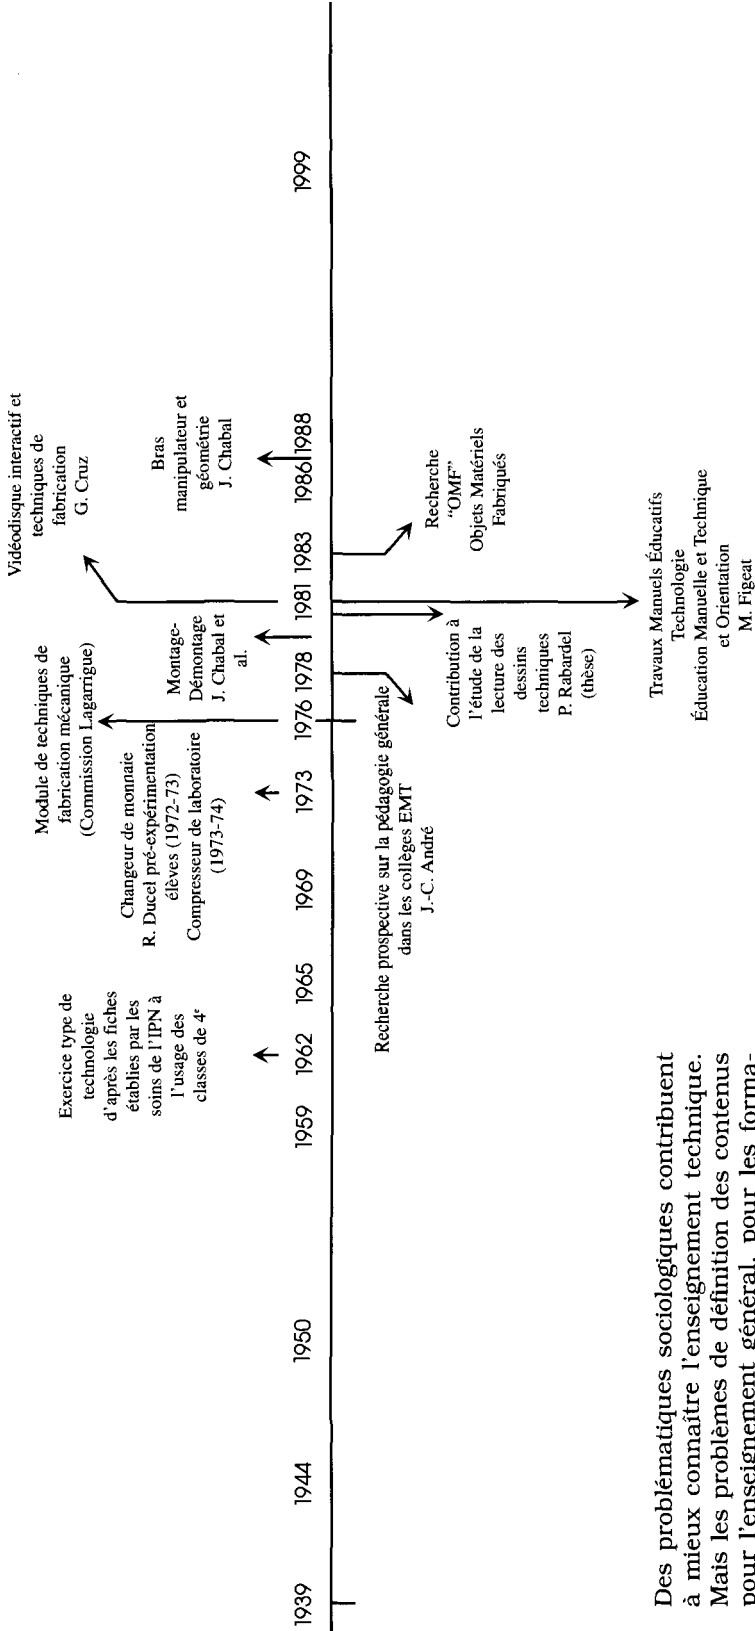 Vidéodisque interactif et
techniques de
fabrication
G. Cruz
Module de techniques de
fabrication mécanique
(Commission Lagarrigue)
Exercice type de
technologie
d'après les fiches
établies par les
soins de l'IPN à
l'usage des
classes de 4e
Changeur de monnaie
R. Ducel pré-expérimentation
élèves (1972-73)
Compresseur de laboratoire
(1973-74)
Montage-
Démontage
J. Chabal et
al.
Bras
manipulateur et
géométrie
J. Chabal
1939 1944 1950 1959 1962 1965 1969 1973 1976 1978 1981 1983 1986 1988 1999
Recherche prospective sur la pédagogie générale
dans les collèges EMT
J.-C. André
Contribution à
l'étude de la
lecture des
dessins
techniques
P. Rabardel
(thèse)
Recherche
“OMF”
Objets Matériels
Fabriqués
Travaux Manuels Éducatifs
Technologie
Éducation Manuelle et Technique
et Orientation
M. Figeat
Des problématiques sociologiques contribuent
à mieux connaître l'enseignement technique.
Mais les problèmes de définition des contenus
pour l'enseignement général, pour les forma-